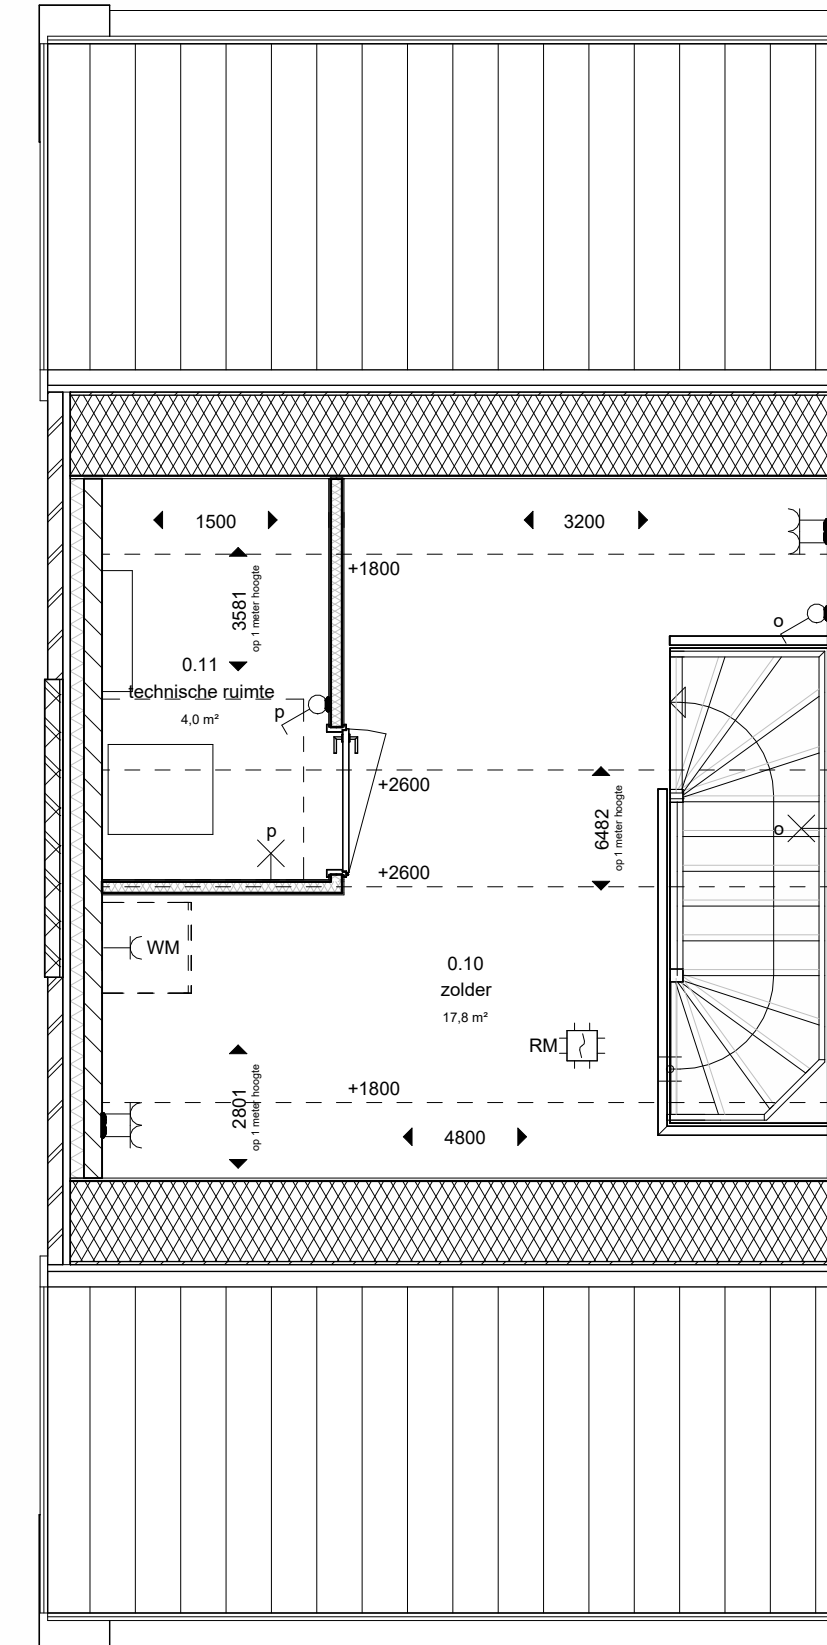 1500
3200
+1800
3581
op 1 meter hoogte
o
0.11
technische ruimte
4,0 m²
p
+2600
6482
op 1 meter hoogte
p
o
+2600
WM
0.10
zolder
17,8 m²
RM
+1800
2801
op 1 meter hoogte
4800